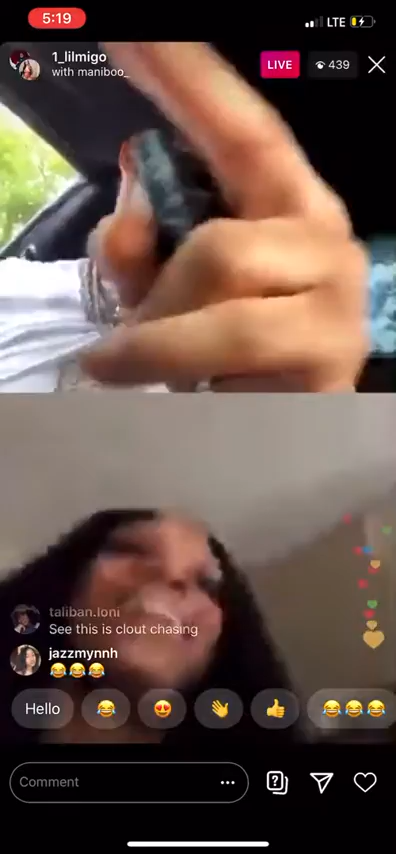 5:19
LTE
1_lilmigo
with maniboo_
LIVE
439
taliban.loni
See this is clout chasing
jazzmynnh
😂😂😂
Hello
😂
😍
👋
👍
😂😂😂
Comment